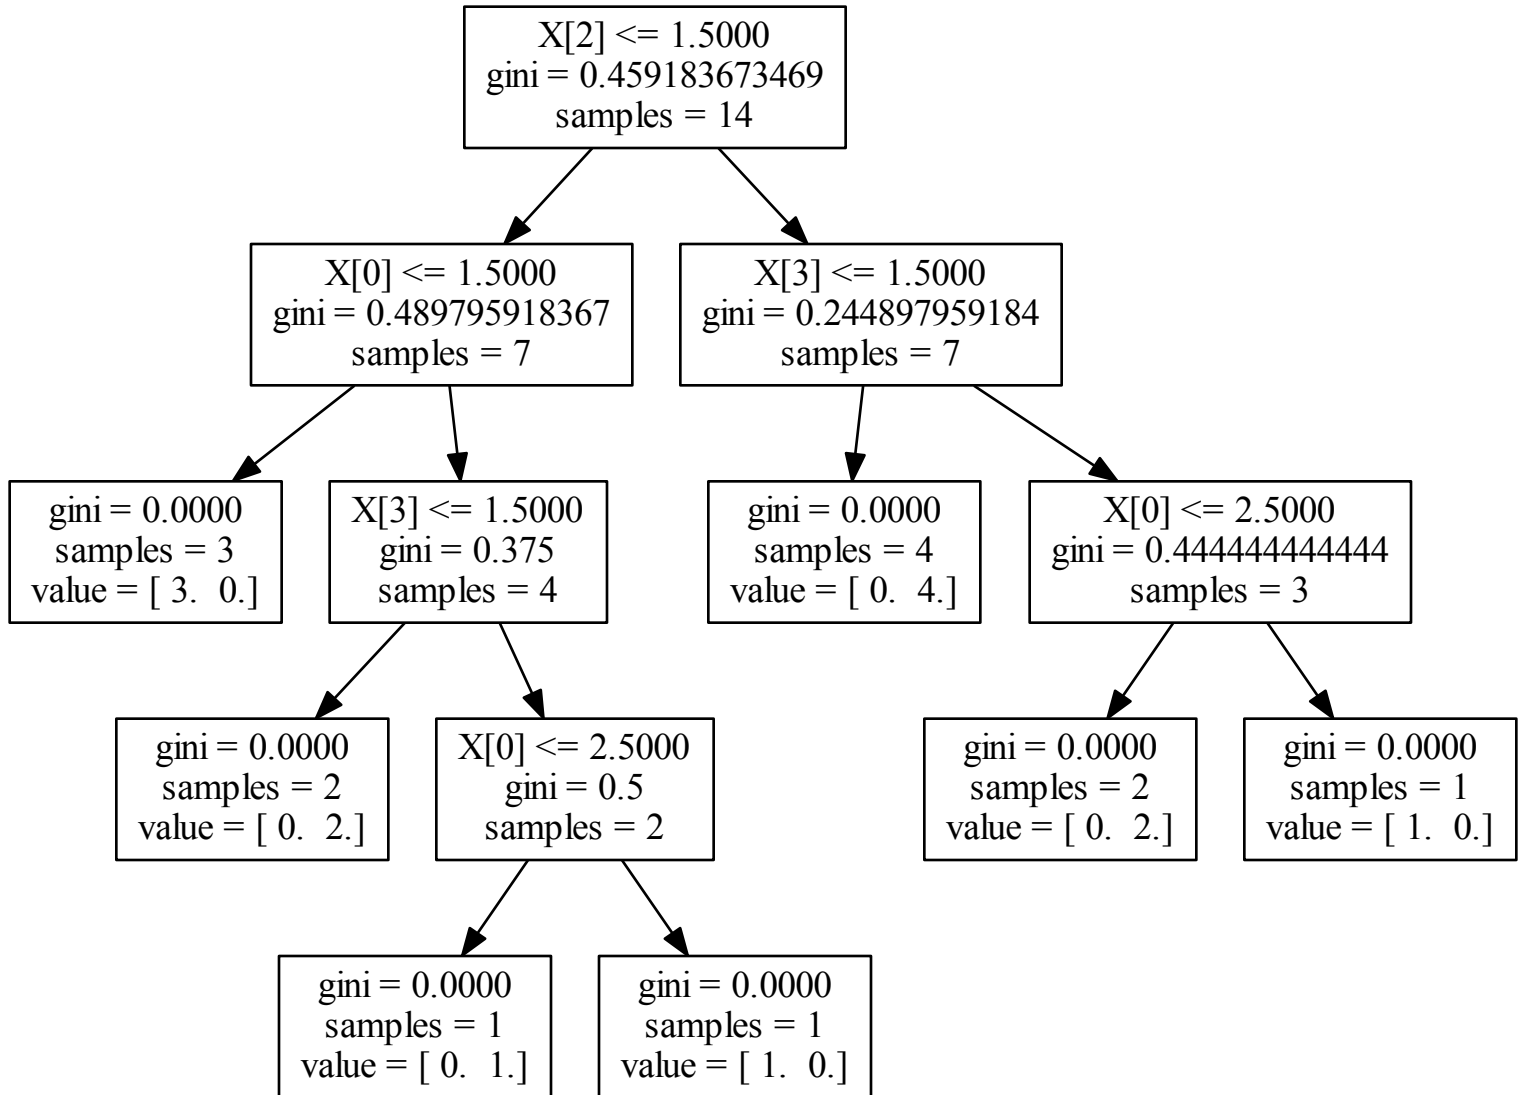 X[2] <= 1.5000
gini = 0.459183673469
samples = 14
X[0] <= 1.5000
gini = 0.489795918367
samples = 7
X[3] <= 1.5000
gini = 0.244897959184
samples = 7
gini = 0.0000
samples = 3
value = [ 3.  0.]
X[3] <= 1.5000
gini = 0.375
samples = 4
gini = 0.0000
samples = 4
value = [ 0.  4.]
X[0] <= 2.5000
gini = 0.444444444444
samples = 3
gini = 0.0000
samples = 2
value = [ 0.  2.]
X[0] <= 2.5000
gini = 0.5
samples = 2
gini = 0.0000
samples = 2
value = [ 0.  2.]
gini = 0.0000
samples = 1
value = [ 1.  0.]
gini = 0.0000
samples = 1
value = [ 0.  1.]
gini = 0.0000
samples = 1
value = [ 1.  0.]